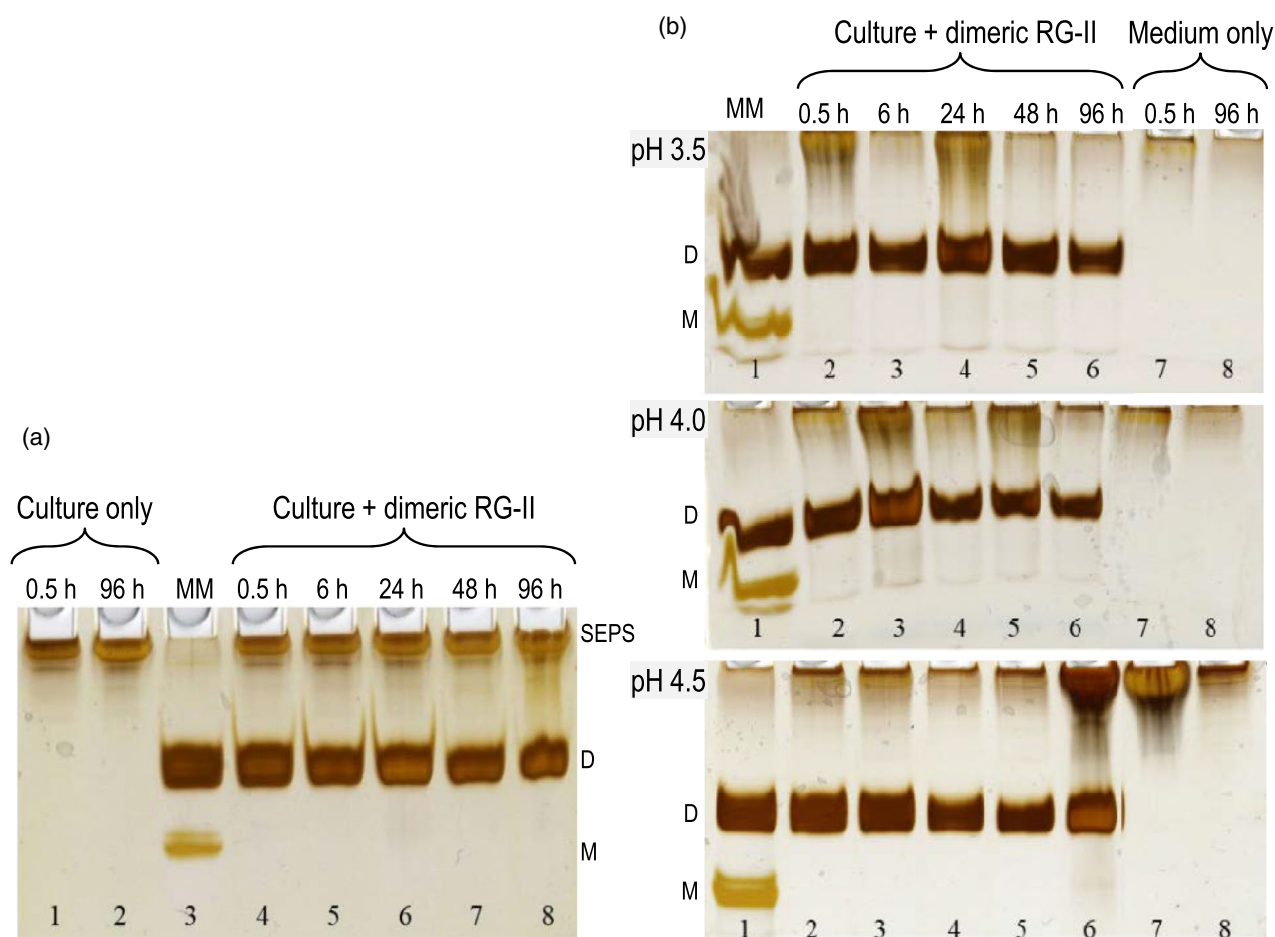 (a)
Culture only
Culture + dimeric RG-II
0.5 h 96 h MM 0.5 h 6 h 24 h 48 h 96 h
SEPS
D
M
1 2 3 4 5 6 7 8
(b)
Culture + dimeric RG-II Medium only
MM 0.5 h 6 h 24 h 48 h 96 h 0.5 h 96 h
pH 3.5
D
M
1 2 3 4 5 6 7 8
pH 4.0
D
M
1 2 3 4 5 6 7 8
pH 4.5
D
M
1 2 3 4 5 6 7 8